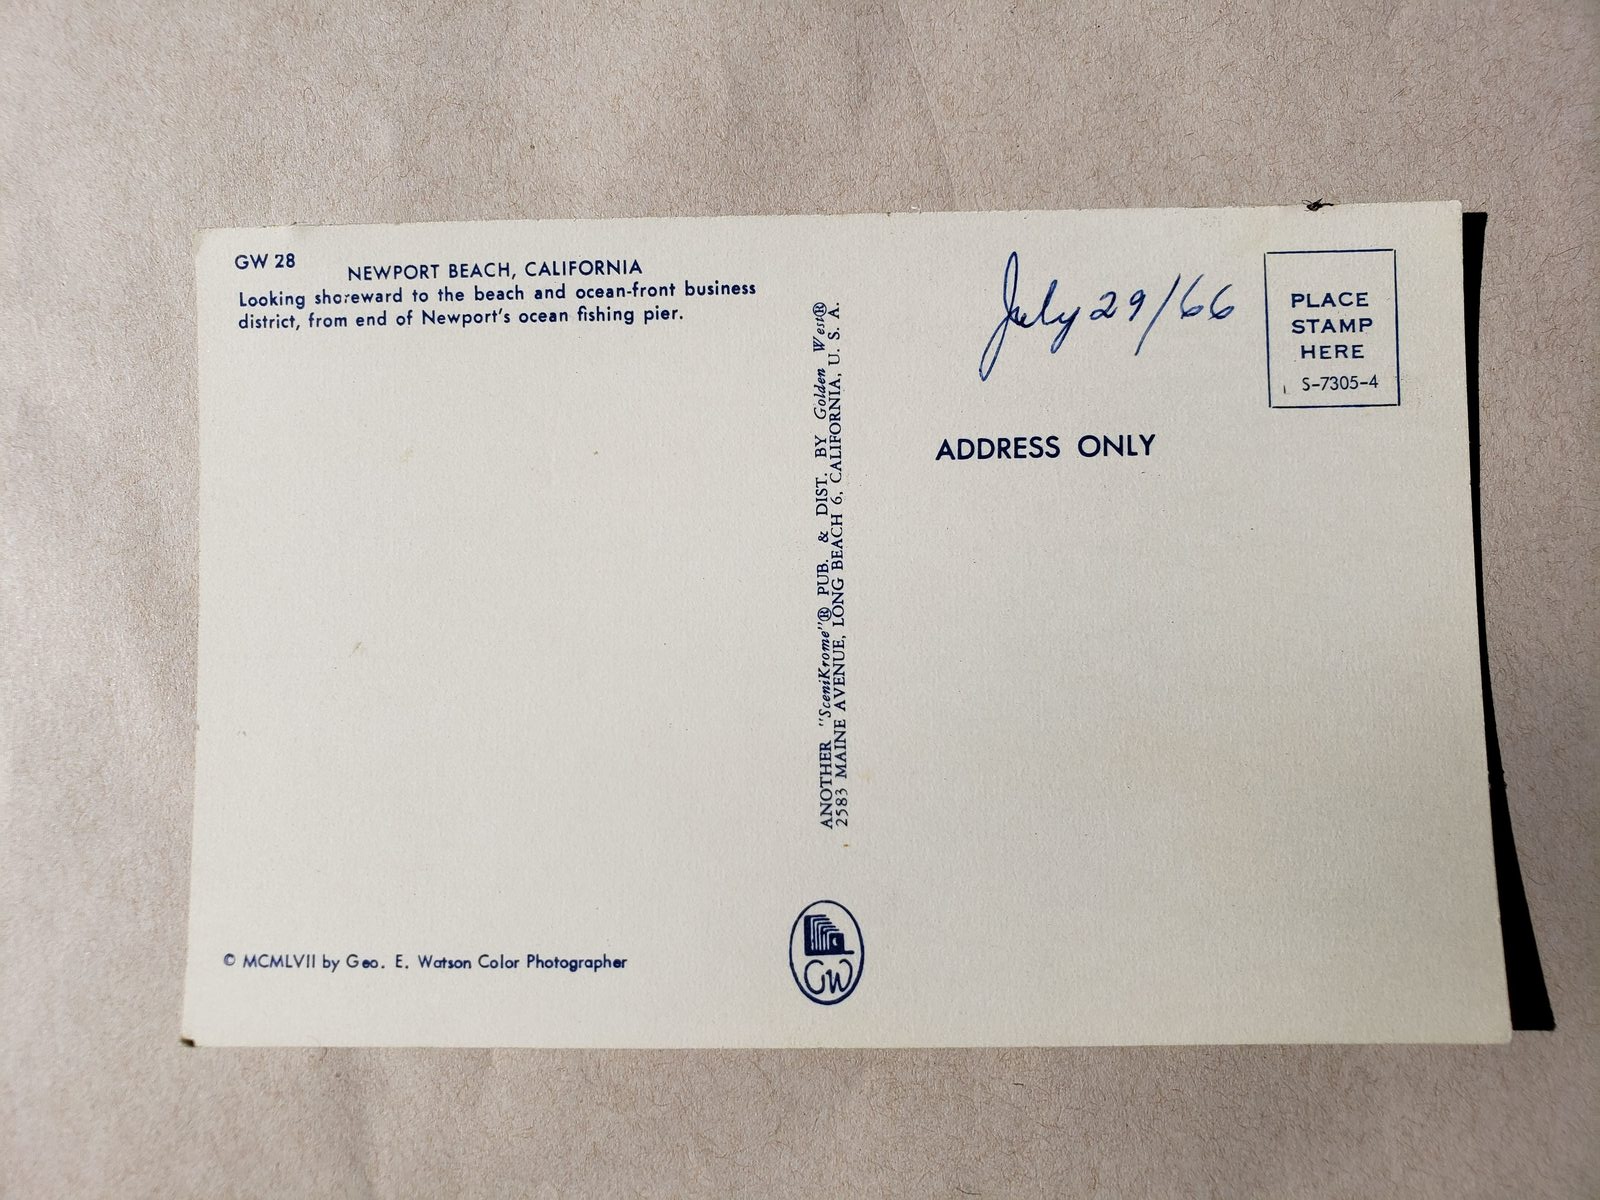 GW 28
NEWPORT BEACH, CALIFORNIA
Looking shoreward to the beach and ocean-front business
district, from end of Newport's ocean fishing pier.
© MCMLVII by Geo. E. Watson Color Photographer
ANOTHER "SceniKrome"® PUB. & DIST. BY Golden West®
2583 MAINE AVENUE, LONG BEACH 6, CALIFORNIA, U. S. A.
GW
July 29/66
PLACE
STAMP
HERE
S-7305-4
ADDRESS ONLY